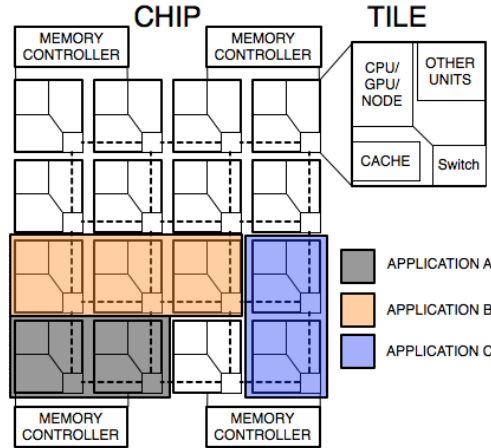 CHIP
TILE
MEMORY
CONTROLLER
MEMORY
CONTROLLER
CPU/
GPU/
NODE
OTHER
UNITS
CACHE
Switch
APPLICATION A
APPLICATION B
APPLICATION C
MEMORY
CONTROLLER
MEMORY
CONTROLLER